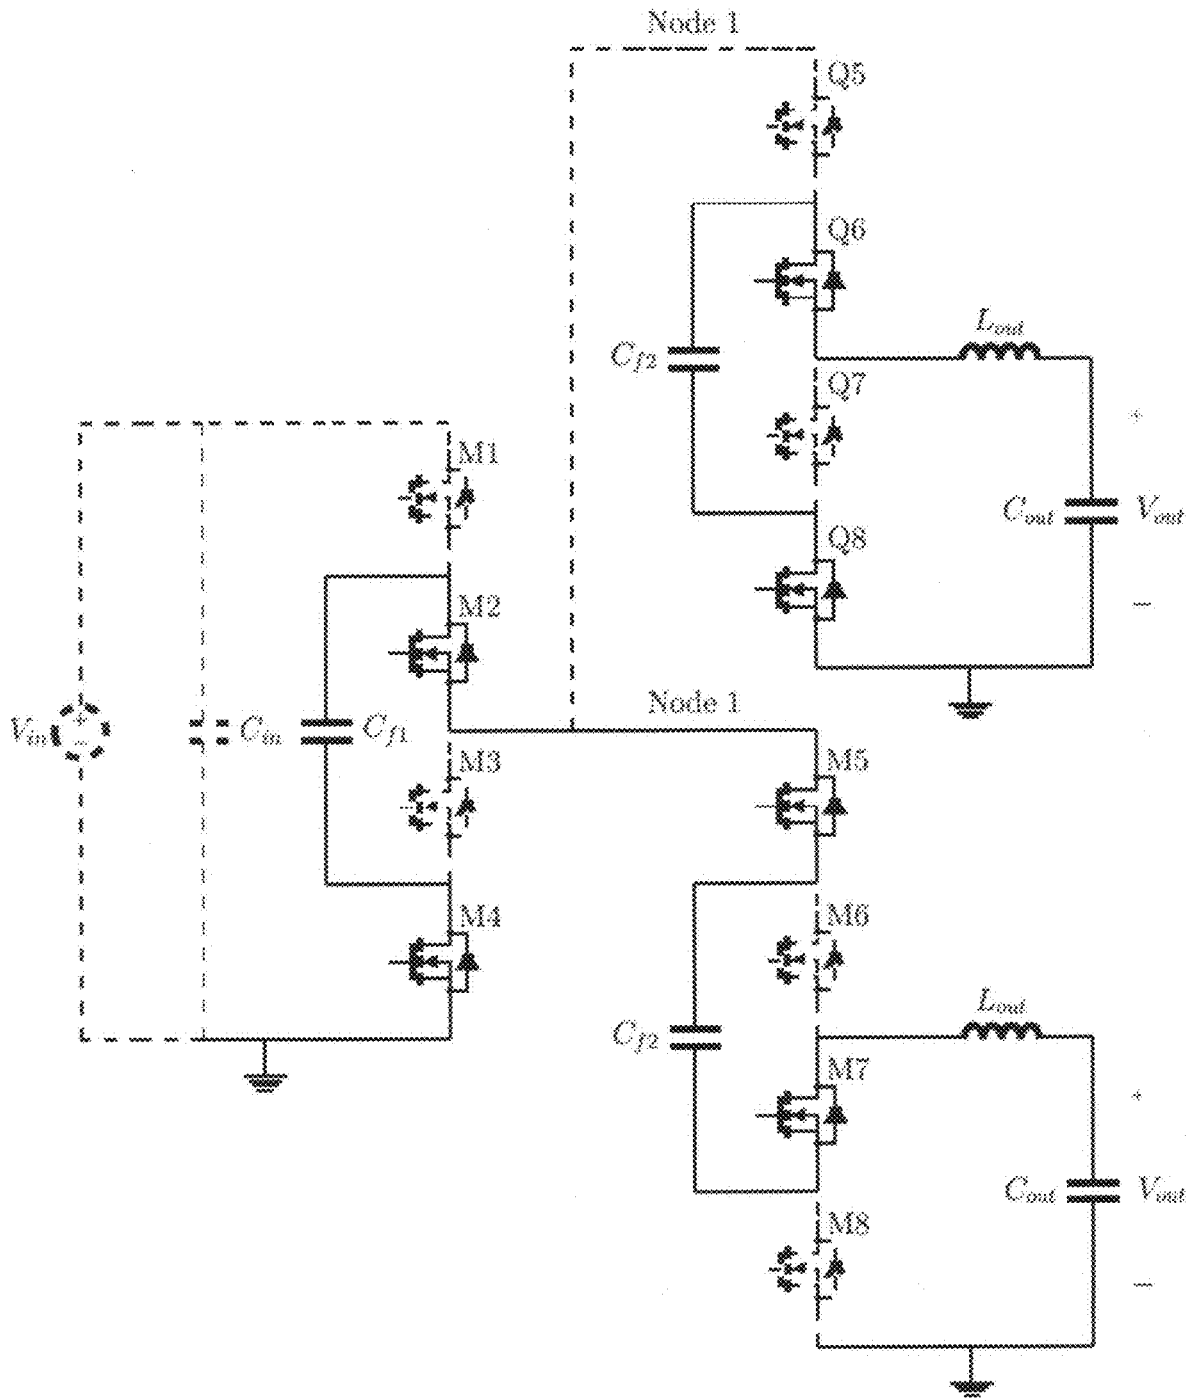 Node 1
Q5
Q6
L_out
C_f2
Q7
M1
C_out
V_out
Q8
M2
Node 1
V_in
C_in
C_f1
M3
M5
M4
M6
L_out
C_f2
M7
C_out
V_out
M8